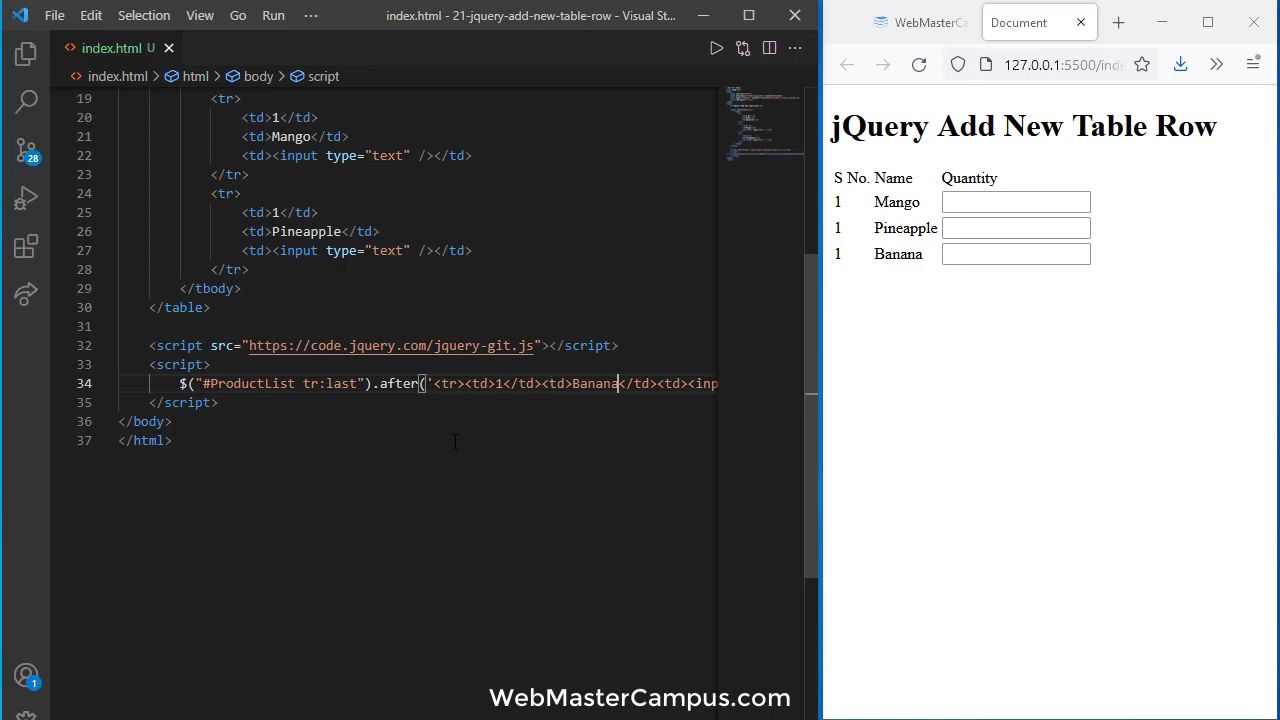 File Edit Selection View Go Run ··· index.html - 21-jquery-add-new-table-row - Visual St...
index.html U
index.html > html > body > script
19 <tr>
20 <td>1</td>
21 <td>Mango</td>
22 <td><input type="text" /></td>
23 </tr>
24 <tr>
25 <td>1</td>
26 <td>Pineapple</td>
27 <td><input type="text" /></td>
28 </tr>
29 </tbody>
30 </table>
31
32 <script src="https://code.jquery.com/jquery-git.js"></script>
33 <script>
34 $("#ProductList tr:last").after('<tr><td>1</td><td>Banana</td><td><inp
35 </script>
36 </body>
37 </html>
28
1
WebMasterCa
Document
127.0.0.1:5500/inde
jQuery Add New Table Row
S No. Name Quantity
1 Mango
1 Pineapple
1 Banana
WebMasterCampus.com